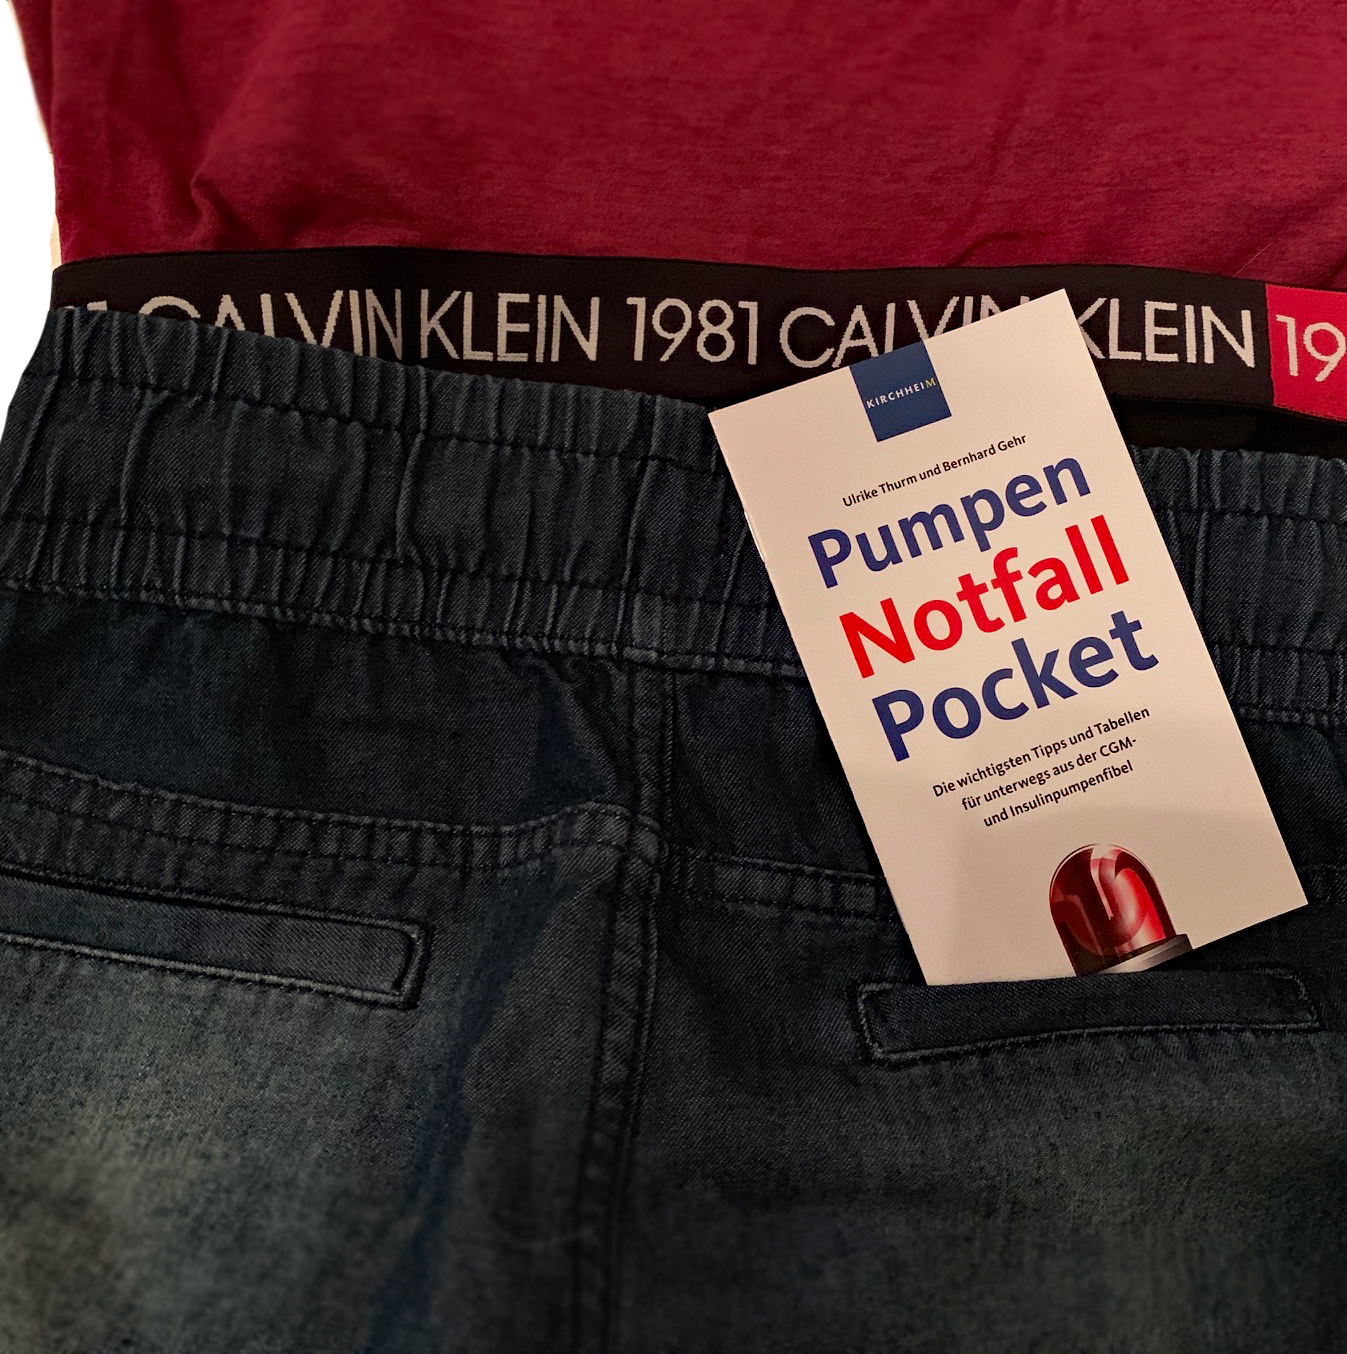 1 CALVIN KLEIN 1981 CALVIN KLEIN 19
KIRCHHEIM
Ulrike Thurm und Bernhard Gehr
Pumpen
Notfall
Pocket
Die wichtigsten Tipps und Tabellen
für unterwegs aus der CGM-
und Insulinpumpenfibel